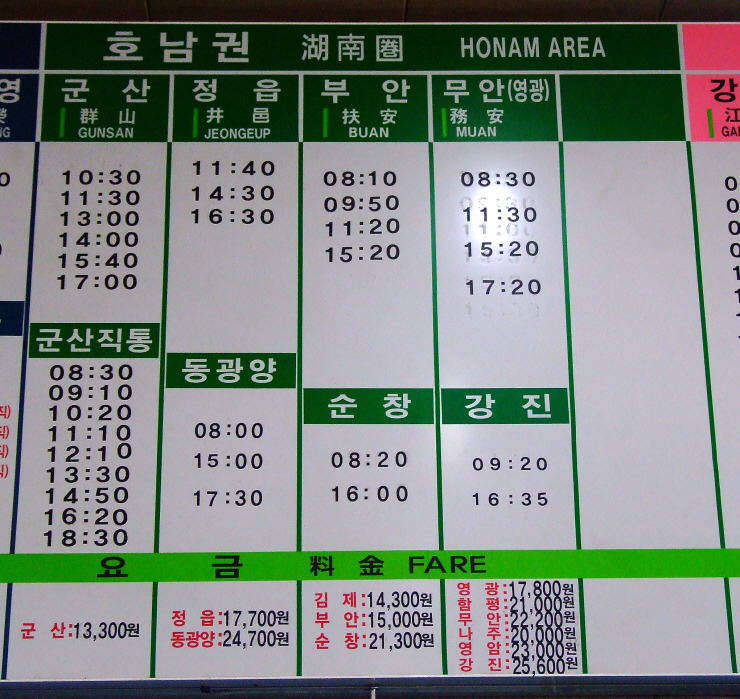 호남권 湖南圈 HONAM AREA
영
군산
群山
GUNSAN
10:30
11:30
13:00
14:00
15:40
17:00
군산직통
08:30
09:10
10:20
11:10
12:10
13:30
14:50
16:20
18:30
정읍
井邑
JEONGEUP
11:40
14:30
16:30
동광양
08:00
15:00
17:30
부안
扶安
BUAN
08:10
09:50
11:20
15:20
순창
08:20
16:00
무안(영광)
務安
MUAN
08:30
11:30
15:20
17:20
강진
09:20
16:35
강
江
요금 料金 FARE
군산:13,300원
정읍:17,700원
동광양:24,700원
김제:14,300원
부안:15,000원
순창:21,300원
영광:17,800원
함평:21,000원
무안:22,200원
나주:20,000원
영암:23,000원
강진:25,600원